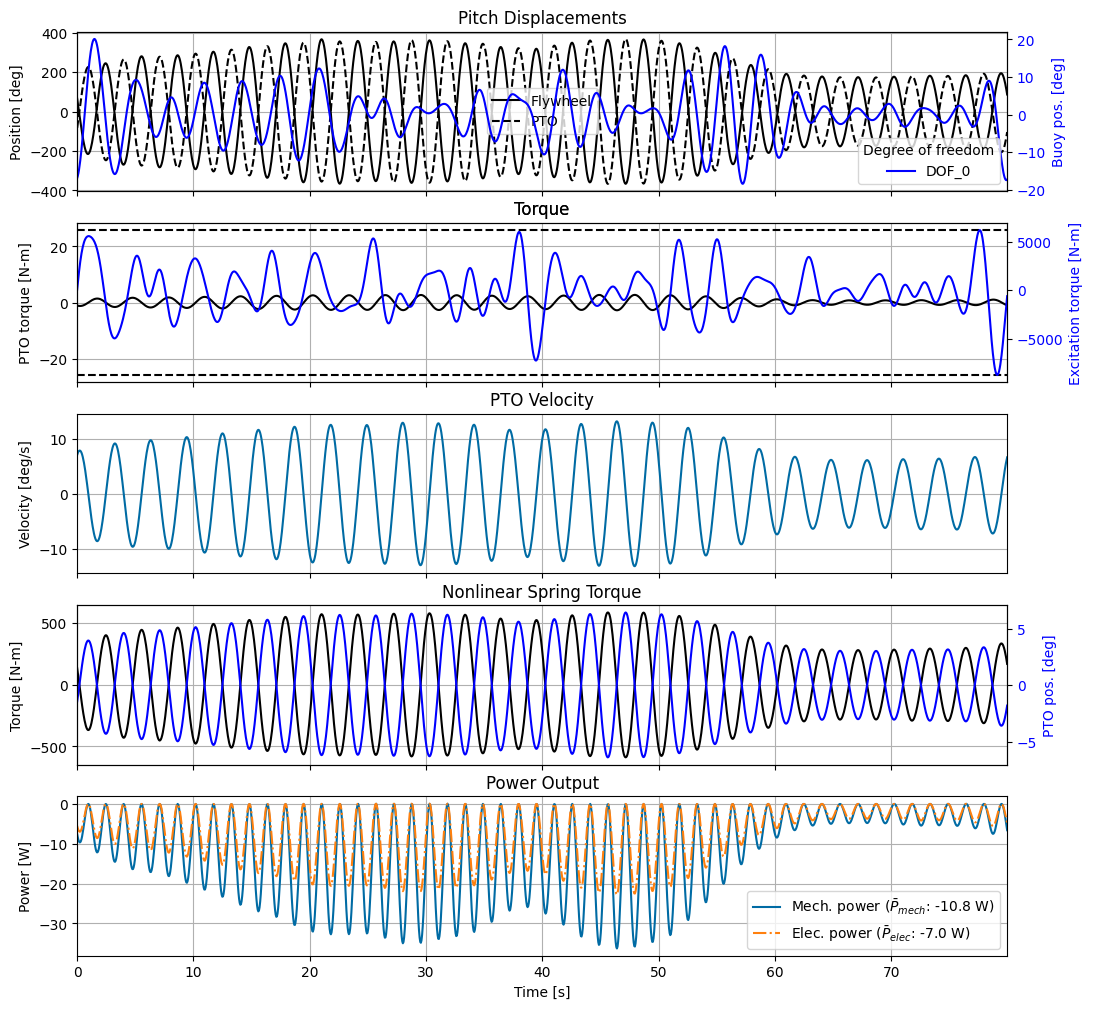 Pitch Displacements
Position [deg]
400
200
0
−200
−400
Flywheel
PTO
Degree of freedom
DOF_0
20
10
0
−10
−20
Buoy pos. [deg]
Torque
PTO torque [N-m]
20
0
−20
5000
0
−5000
Excitation torque [N-m]
PTO Velocity
Velocity [deg/s]
10
0
−10
Nonlinear Spring Torque
Torque [N-m]
500
0
−500
5
0
−5
PTO pos. [deg]
Power Output
Power [W]
0
−10
−20
−30
Mech. power (P̄mech: -10.8 W)
Elec. power (P̄elec: -7.0 W)
0 10 20 30 40 50 60 70
Time [s]